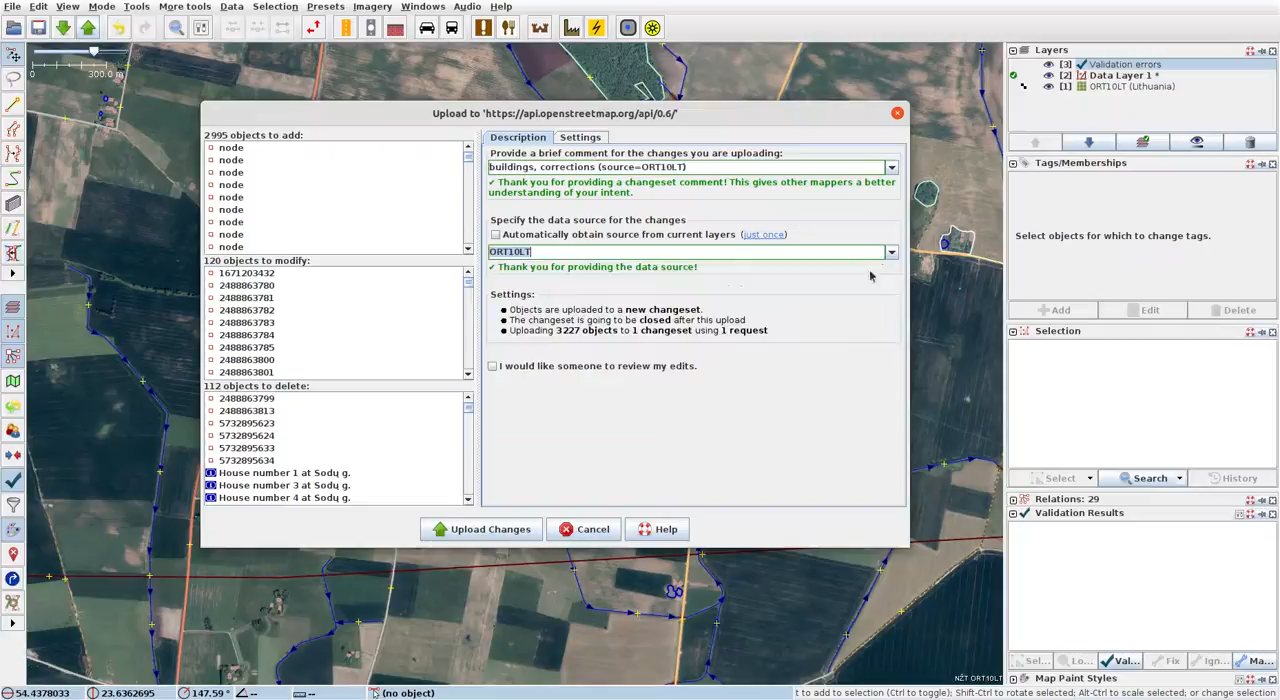 File Edit View Mode Tools More tools Data Selection Presets Imagery Windows Audio Help
0 300.0 m
Upload to 'https://api.openstreetmap.org/api/0.6/'
2995 objects to add:
node
node
node
node
node
node
node
node
node
120 objects to modify:
1671203432
2488863780
2488863781
2488863782
2488863783
2488863784
2488863785
2488863800
2488863801
112 objects to delete:
2488863799
2488863813
5732895623
5732895624
5732895633
5732895634
House number 1 at Sodų g.
House number 3 at Sodų g.
House number 4 at Sodų g.
Description Settings
Provide a brief comment for the changes you are uploading:
buildings, corrections (source=ORT10LT)
✔ Thank you for providing a changeset comment! This gives other mappers a better
understanding of your intent.
Specify the data source for the changes
Automatically obtain source from current layers (just once)
ORT10LT
✔ Thank you for providing the data source!
Settings:
Objects are uploaded to a new changeset.
The changeset is going to be closed after this upload
Uploading 3227 objects to 1 changeset using 1 request
I would like someone to review my edits.
Upload Changes Cancel Help
Layers
[3] Validation errors
[2] Data Layer 1 *
[1] ORT10LT (Lithuania)
Tags/Memberships
Select objects for which to change tags.
Add Edit Delete
Selection
Select Search History
Relations: 29
Validation Results
Sel... Lo... Val... Fix Ign... Ma...
Map Paint Styles
NŽT ORT10LT
54.4378033 23.6362695 147.59 ° -- -- (no object) t to add to selection (Ctrl to toggle); Shift-Ctrl to rotate selected; Alt-Ctrl to scale selected; or change selection